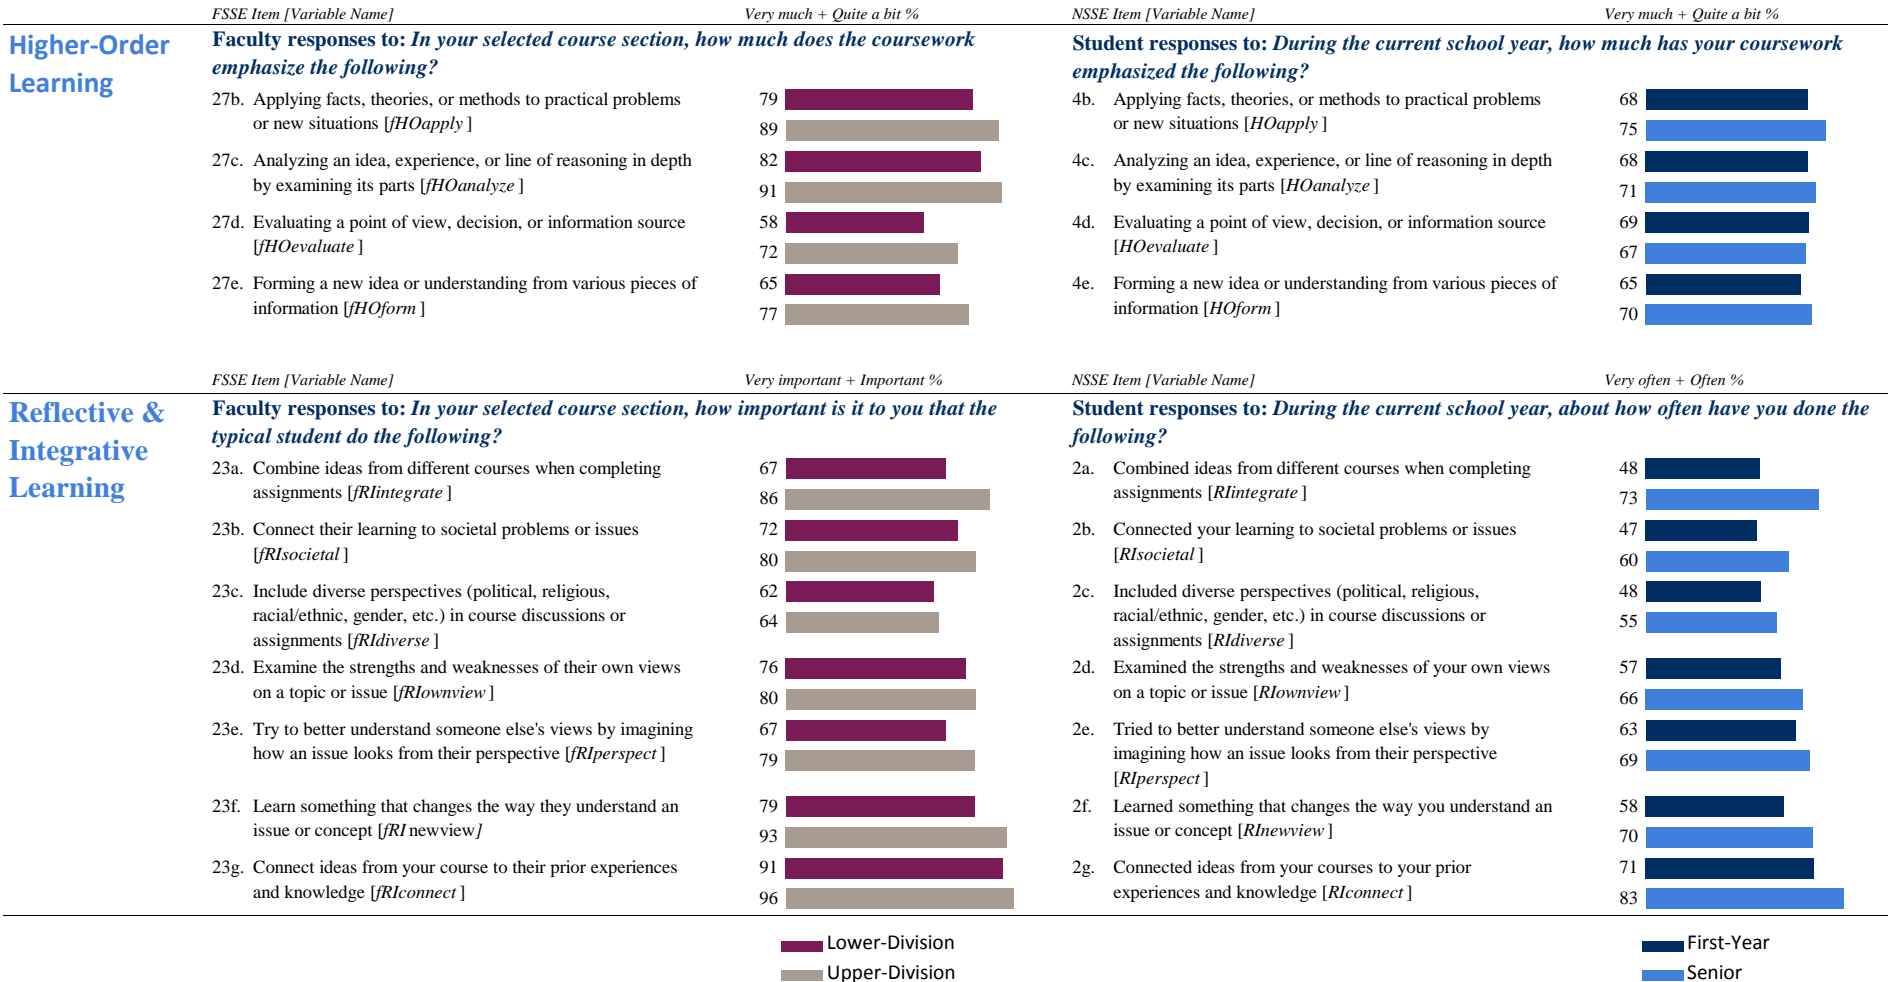 FSSE Item [Variable Name]
Very much + Quite a bit %
NSSE Item [Variable Name]
Very much + Quite a bit %
Higher-Order
Learning
Faculty responses to: In your selected course section, how much does the coursework
emphasize the following?
Student responses to: During the current school year, how much has your coursework
emphasized the following?
27b. Applying facts, theories, or methods to practical problems
or new situations [fHOapply ]
79
89
4b. Applying facts, theories, or methods to practical problems
or new situations [HOapply ]
68
75
27c. Analyzing an idea, experience, or line of reasoning in depth
by examining its parts [fHOanalyze ]
82
91
4c. Analyzing an idea, experience, or line of reasoning in depth
by examining its parts [HOanalyze ]
68
71
27d. Evaluating a point of view, decision, or information source
[fHOevaluate ]
58
72
4d. Evaluating a point of view, decision, or information source
[HOevaluate ]
69
67
27e. Forming a new idea or understanding from various pieces of
information [fHOform ]
65
77
4e. Forming a new idea or understanding from various pieces of
information [HOform ]
65
70
FSSE Item [Variable Name]
Very important + Important %
NSSE Item [Variable Name]
Very often + Often %
Reflective &
Integrative
Learning
Faculty responses to: In your selected course section, how important is it to you that the
typical student do the following?
Student responses to: During the current school year, about how often have you done the
following?
23a. Combine ideas from different courses when completing
assignments [fRIintegrate ]
67
86
2a. Combined ideas from different courses when completing
assignments [RIintegrate ]
48
73
23b. Connect their learning to societal problems or issues
[fRIsocietal ]
72
80
2b. Connected your learning to societal problems or issues
[RIsocietal ]
47
60
23c. Include diverse perspectives (political, religious,
racial/ethnic, gender, etc.) in course discussions or
assignments [fRIdiverse ]
62
64
2c. Included diverse perspectives (political, religious,
racial/ethnic, gender, etc.) in course discussions or
assignments [RIdiverse ]
48
55
23d. Examine the strengths and weaknesses of their own views
on a topic or issue [fRIownview ]
76
80
2d. Examined the strengths and weaknesses of your own views
on a topic or issue [RIownview ]
57
66
23e. Try to better understand someone else's views by imagining
how an issue looks from their perspective [fRIperspect ]
67
79
2e. Tried to better understand someone else's views by
imagining how an issue looks from their perspective
[RIperspect ]
63
69
23f. Learn something that changes the way they understand an
issue or concept [fRI newview]
79
93
2f. Learned something that changes the way you understand an
issue or concept [RInewview ]
58
70
23g. Connect ideas from your course to their prior experiences
and knowledge [fRIconnect ]
91
96
2g. Connected ideas from your courses to your prior
experiences and knowledge [RIconnect ]
71
83
Lower-Division
Upper-Division
First-Year
Senior